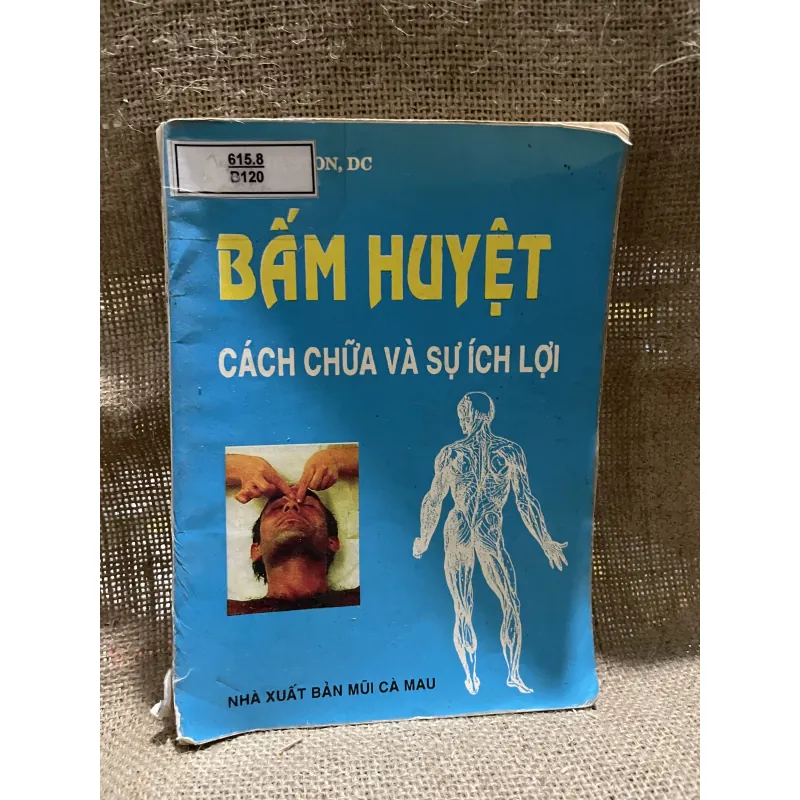 615.8
B120
ON, DC
BẤM HUYỆT
CÁCH CHỮA VÀ SỰ ÍCH LỢI
NHÀ XUẤT BẢN MŨI CÀ MAU